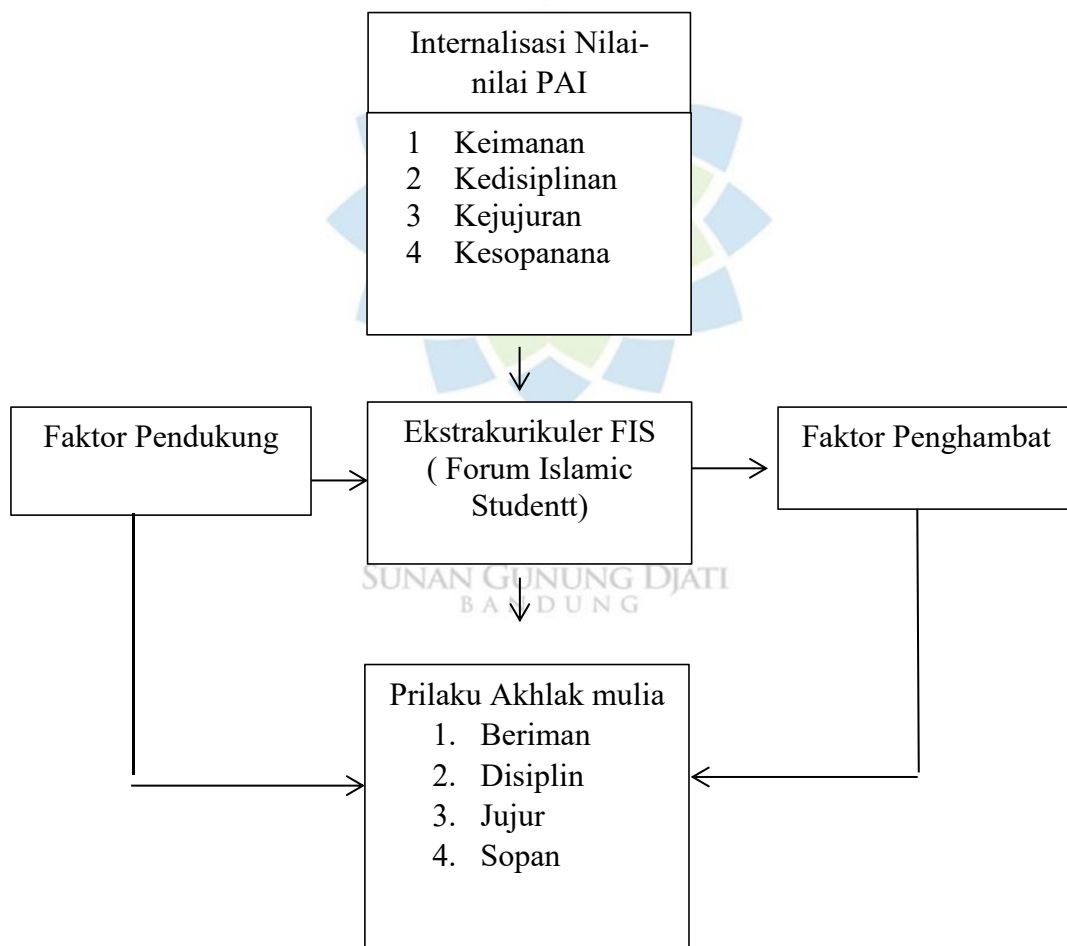 Internalisasi Nilai-
nilai PAI
1 Keimanan
2 Kedisiplinan
3 Kejujuran
4 Kesopanana
Faktor Pendukung
Ekstrakurikuler FIS
( Forum Islamic
Studentt)
Faktor Penghambat
SUNAN GUNUNG DJATI
BANDUNG
Prilaku Akhlak mulia
1. Beriman
2. Disiplin
3. Jujur
4. Sopan